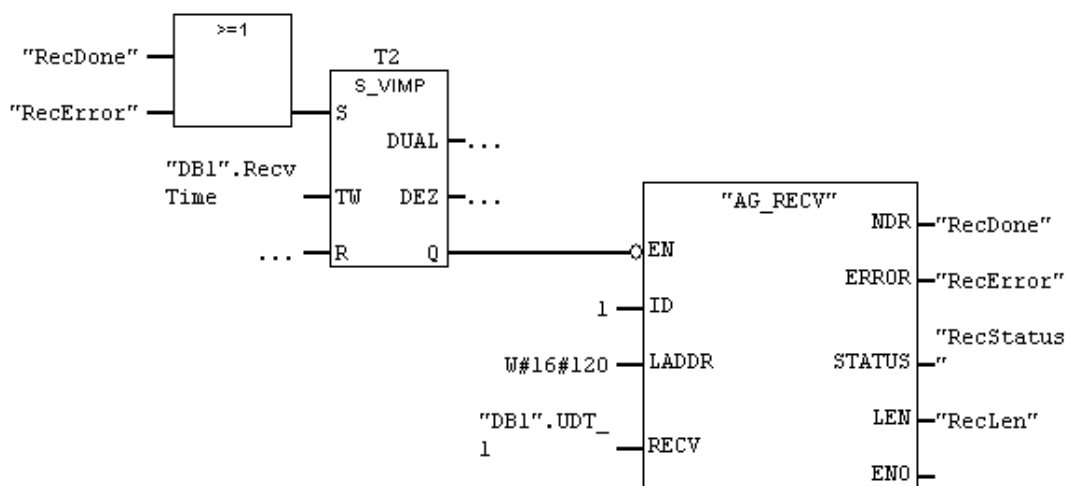 >=1
"RecDone"
"RecError"
T2
S_VIMP
S
DUAL
...
"DB1".Recv
Time
TW
DEZ
...
...
R
Q
"AG_RECV"
NDR
"RecDone"
EN
ERROR
"RecError"
1
ID
"RecStatus
"
W#16#120
LADDR
STATUS
"DB1".UDT_
1
LEN
"RecLen"
RECV
ENO